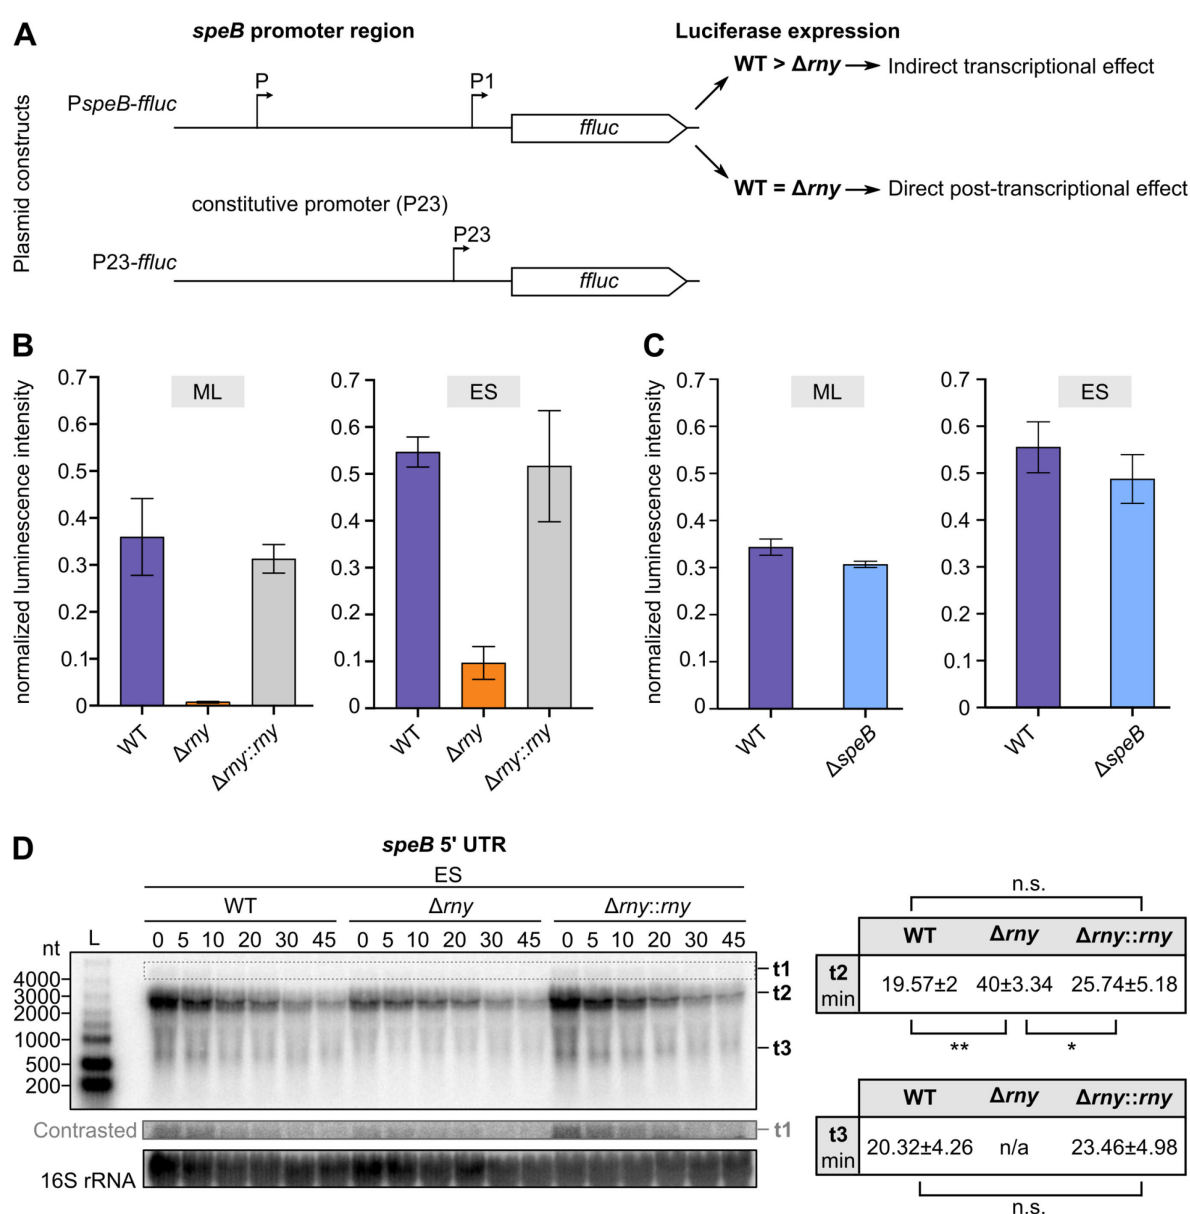 A
speB promoter region
Luciferase expression
Plasmid constructs
PspeB-ffluc
P
P1
ffluc
WT > Δrny
Indirect transcriptional effect
WT = Δrny
Direct post-transcriptional effect
constitutive promoter (P23)
P23-ffluc
P23
ffluc
B
normalized luminescence intensity
0.7
0.6
0.5
0.4
0.3
0.2
0.1
0
ML
WT
Δrny
Δrny::rny
0.7
0.6
0.5
0.4
0.3
0.2
0.1
0
ES
WT
Δrny
Δrny::rny
C
normalized luminescence intensity
0.7
0.6
0.5
0.4
0.3
0.2
0.1
0
ML
WT
ΔspeB
0.7
0.6
0.5
0.4
0.3
0.2
0.1
0
ES
WT
ΔspeB
D
speB 5' UTR
ES
WT Δrny Δrny::rny
nt L 0 5 10 20 30 45 0 5 10 20 30 45 0 5 10 20 30 45
4000
3000
2000
1000
500
200
t1
t2
t3
Contrasted
t1
16S rRNA
n.s.
WT Δrny Δrny::rny
t2 min 19.57±2 40±3.34 25.74±5.18
** *
WT Δrny Δrny::rny
t3 min 20.32±4.26 n/a 23.46±4.98
n.s.